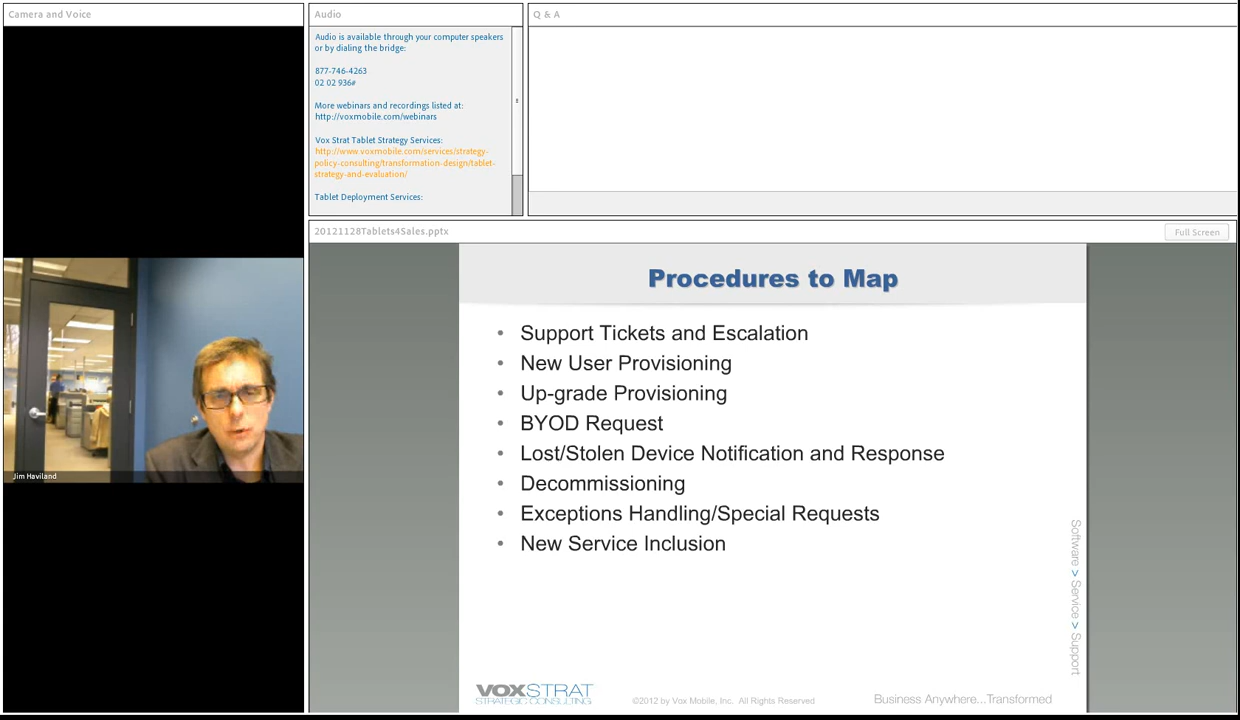 Camera and Voice
Jim Haviland
Audio
Audio is available through your computer speakers
or by dialing the bridge:
877-746-4263
02 02 936#
More webinars and recordings listed at:
http://voxmobile.com/webinars
Vox Strat Tablet Strategy Services:
http://www.voxmobile.com/services/strategy-
policy-consulting/transformation-design/tablet-
strategy-and-evaluation/
Tablet Deployment Services:
Q & A
20121128Tablets4Sales.pptx
Full Screen
Procedures to Map
• Support Tickets and Escalation
• New User Provisioning
• Up-grade Provisioning
• BYOD Request
• Lost/Stolen Device Notification and Response
• Decommissioning
• Exceptions Handling/Special Requests
• New Service Inclusion
Software > Service > Support
VOXSTRAT
STRATEGIC CONSULTING
©2012 by Vox Mobile, Inc. All Rights Reserved
Business Anywhere...Transformed